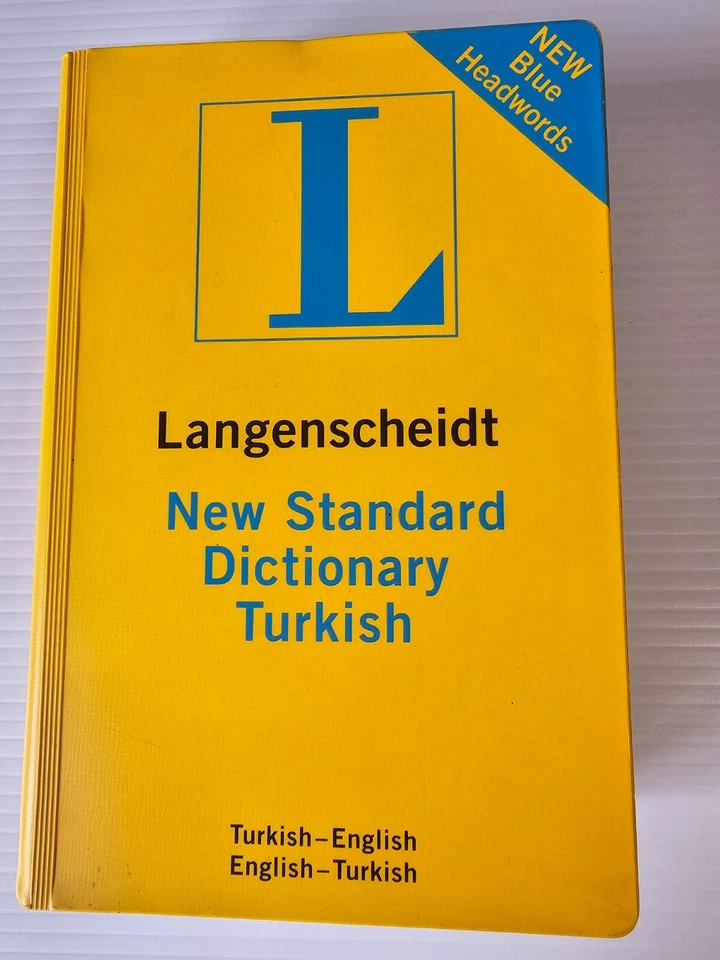 NEW
Blue
Headwords
L
Langenscheidt
New Standard
Dictionary
Turkish
Turkish–English
English–Turkish